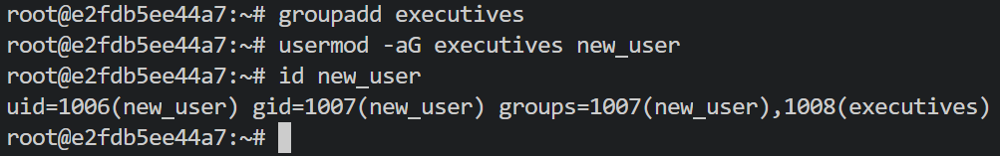 root@e2fdb5ee44a7:~# groupadd executives
root@e2fdb5ee44a7:~# usermod -aG executives new_user
root@e2fdb5ee44a7:~# id new_user
uid=1006(new_user) gid=1007(new_user) groups=1007(new_user),1008(executives)
root@e2fdb5ee44a7:~#